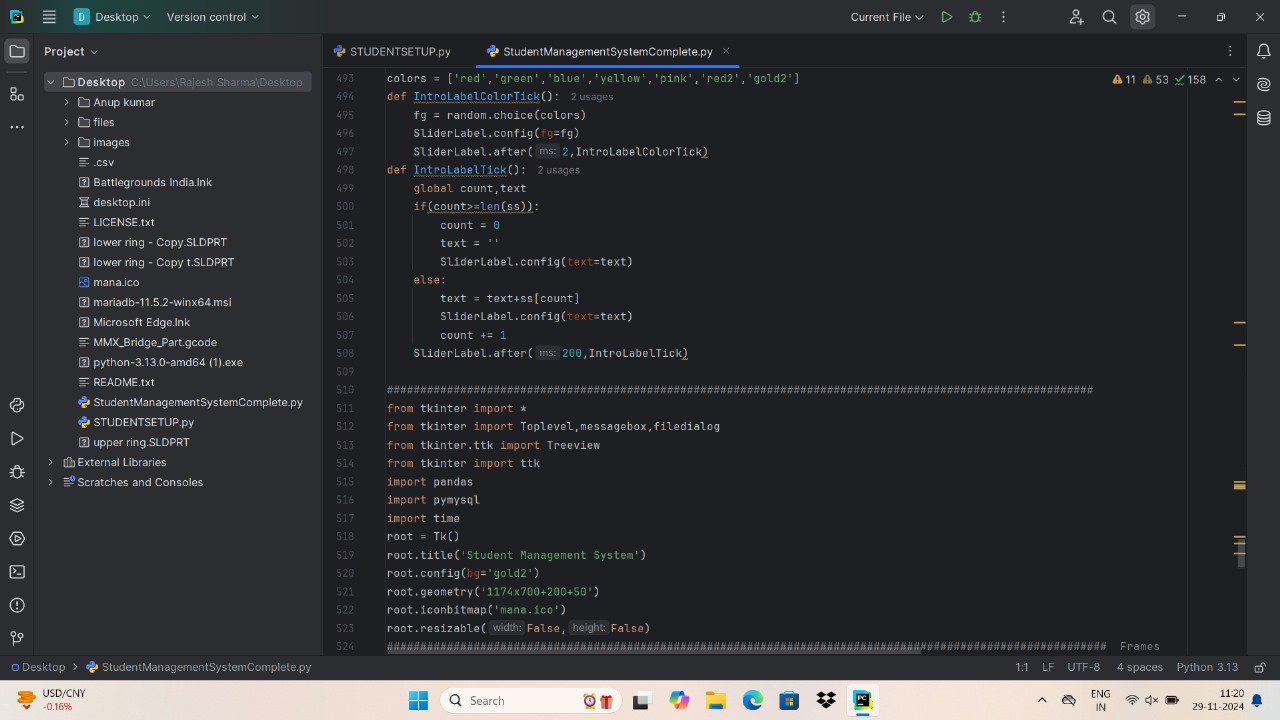 D Desktop Version control Current File
Project
STUDENTSETUP.py StudentManagementSystemComplete.py
Desktop C:\Users\Rajesh Sharma\Desktop
Anup kumar
files
images
.csv
Battlegrounds India.lnk
desktop.ini
LICENSE.txt
lower ring - Copy.SLDPRT
lower ring - Copy t.SLDPRT
mana.ico
mariadb-11.5.2-winx64.msi
Microsoft Edge.lnk
MMX_Bridge_Part.gcode
python-3.13.0-amd64 (1).exe
README.txt
StudentManagementSystemComplete.py
STUDENTSETUP.py
upper ring.SLDPRT
External Libraries
Scratches and Consoles
11 53 158
493 colors = ['red','green','blue','yellow','pink','red2','gold2']
494 def IntroLabelColorTick(): 2 usages
495 fg = random.choice(colors)
496 SliderLabel.config(fg=fg)
497 SliderLabel.after( ms: 2,IntroLabelColorTick)
498 def IntroLabelTick(): 2 usages
499 global count,text
500 if(count>=len(ss)):
501 count = 0
502 text = ''
503 SliderLabel.config(text=text)
504 else:
505 text = text+ss[count]
506 SliderLabel.config(text=text)
507 count += 1
508 SliderLabel.after( ms: 200,IntroLabelTick)
509
510 ##########################################################################################################
511 from tkinter import *
512 from tkinter import Toplevel,messagebox,filedialog
513 from tkinter.ttk import Treeview
514 from tkinter import ttk
515 import pandas
516 import pymysql
517 import time
518 root = Tk()
519 root.title('Student Management System')
520 root.config(bg='gold2')
521 root.geometry('1174x700+200+50')
522 root.iconbitmap('mana.ico')
523 root.resizable( width: False, height: False)
524 ############################################################################################################ Frames
Desktop > StudentManagementSystemComplete.py 1:1 LF UTF-8 4 spaces Python 3.13
USD/CNY
-0.16%
Search
ENG
IN
11:20
29-11-2024